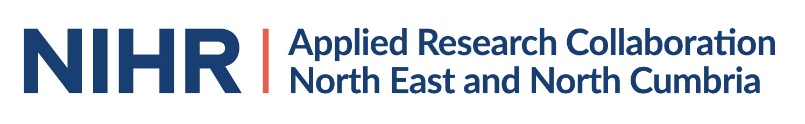 NIHR
Applied Research Collaboration
North East and North Cumbria